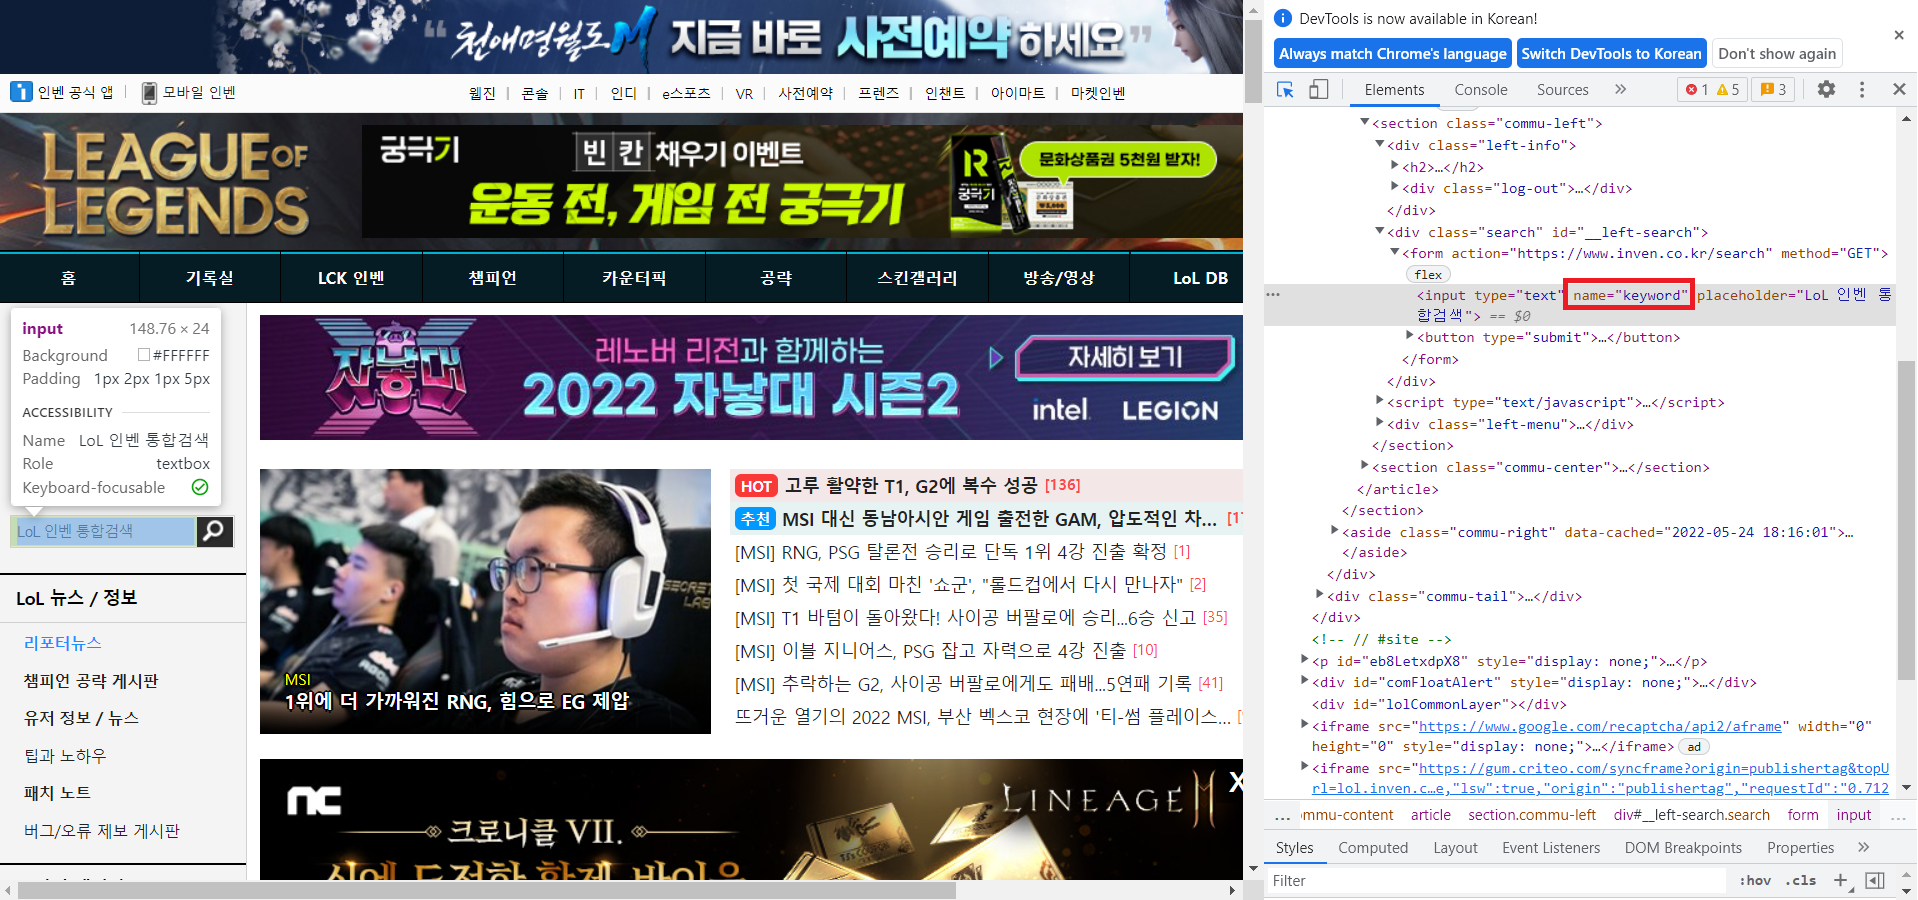 “천애명월도M 지금 바로 사전예약 하세요”
인벤 공식 앱 | 모바일 인벤
웹진 | 콘솔 | IT | 인디 | e스포츠 | VR | 사전예약 | 프렌즈 | 인챈트 | 아이마트 | 마켓인벤
LEAGUE OF
LEGENDS
궁극기
빈칸 채우기 이벤트
운동 전, 게임 전 궁극기
문화상품권 5천원 받자!
궁극기
홈 기록실 LCK 인벤 챔피언 카운터픽 공략 스킨갤러리 방송/영상 LoL DB
input 148.76 × 24
Background #FFFFFF
Padding 1px 2px 1px 5px
ACCESSIBILITY
Name LoL 인벤 통합검색
Role textbox
Keyboard-focusable
LoL 인벤 통합검색
LoL 뉴스 / 정보
리포터뉴스
챔피언 공략 게시판
유저 정보 / 뉴스
팁과 노하우
패치 노트
버그/오류 제보 게시판
자낳대
레노버 리전과 함께하는
2022 자낳대 시즌2
자세히 보기
intel. LEGION
MSI
1위에 더 가까워진 RNG, 힘으로 EG 제압
HOT 고루 활약한 T1, G2에 복수 성공 [136]
추천 MSI 대신 동남아시안 게임 출전한 GAM, 압도적인 차...
[MSI] RNG, PSG 탈론전 승리로 단독 1위 4강 진출 확정 [1]
[MSI] 첫 국제 대회 마친 '쇼군', "롤드컵에서 다시 만나자" [2]
[MSI] T1 바텀이 돌아왔다! 사이공 버팔로에 승리...6승 신고 [35]
[MSI] 이블 지니어스, PSG 잡고 자력으로 4강 진출 [10]
[MSI] 추락하는 G2, 사이공 버팔로에게도 패배...5연패 기록 [41]
뜨거운 열기의 2022 MSI, 부산 벡스코 현장에 '티-썸 플레이스...
nc
크로니클 VII.
LINEAGE M
X
DevTools is now available in Korean!
Always match Chrome's language Switch DevTools to Korean Don't show again
Elements Console Sources » 1 5 3
▼<section class="commu-left">
▼<div class="left-info">
▶<h2>…</h2>
▶<div class="log-out">…</div>
</div>
▼<div class="search" id="__left-search">
▼<form action="https://www.inven.co.kr/search" method="GET">
flex
<input type="text" name="keyword" placeholder="LoL 인벤 통
합검색"> == $0
▶<button type="submit">…</button>
</form>
</div>
▶<script type="text/javascript">…</script>
▶<div class="left-menu">…</div>
</section>
▶<section class="commu-center">…</section>
</article>
</section>
▶<aside class="commu-right" data-cached="2022-05-24 18:16:01">…
</aside>
</div>
▶<div class="commu-tail">…</div>
</div>
<!-- // #site -->
▶<p id="eb8LetxdpX8" style="display: none;">…</p>
▶<div id="comFloatAlert" style="display: none;">…</div>
<div id="lolCommonLayer"></div>
▶<iframe src="https://www.google.com/recaptcha/api2/aframe" width="0"
height="0" style="display: none;">…</iframe> ad
▶<iframe src="https://gum.criteo.com/syncframe?origin=publishertag&topU
rl=lol.inven.c…e,"lsw":true,"origin":"publishertag","requestId":"0.712
... ommu-content article section.commu-left div#__left-search.search form input ...
Styles Computed Layout Event Listeners DOM Breakpoints Properties »
Filter :hov .cls +